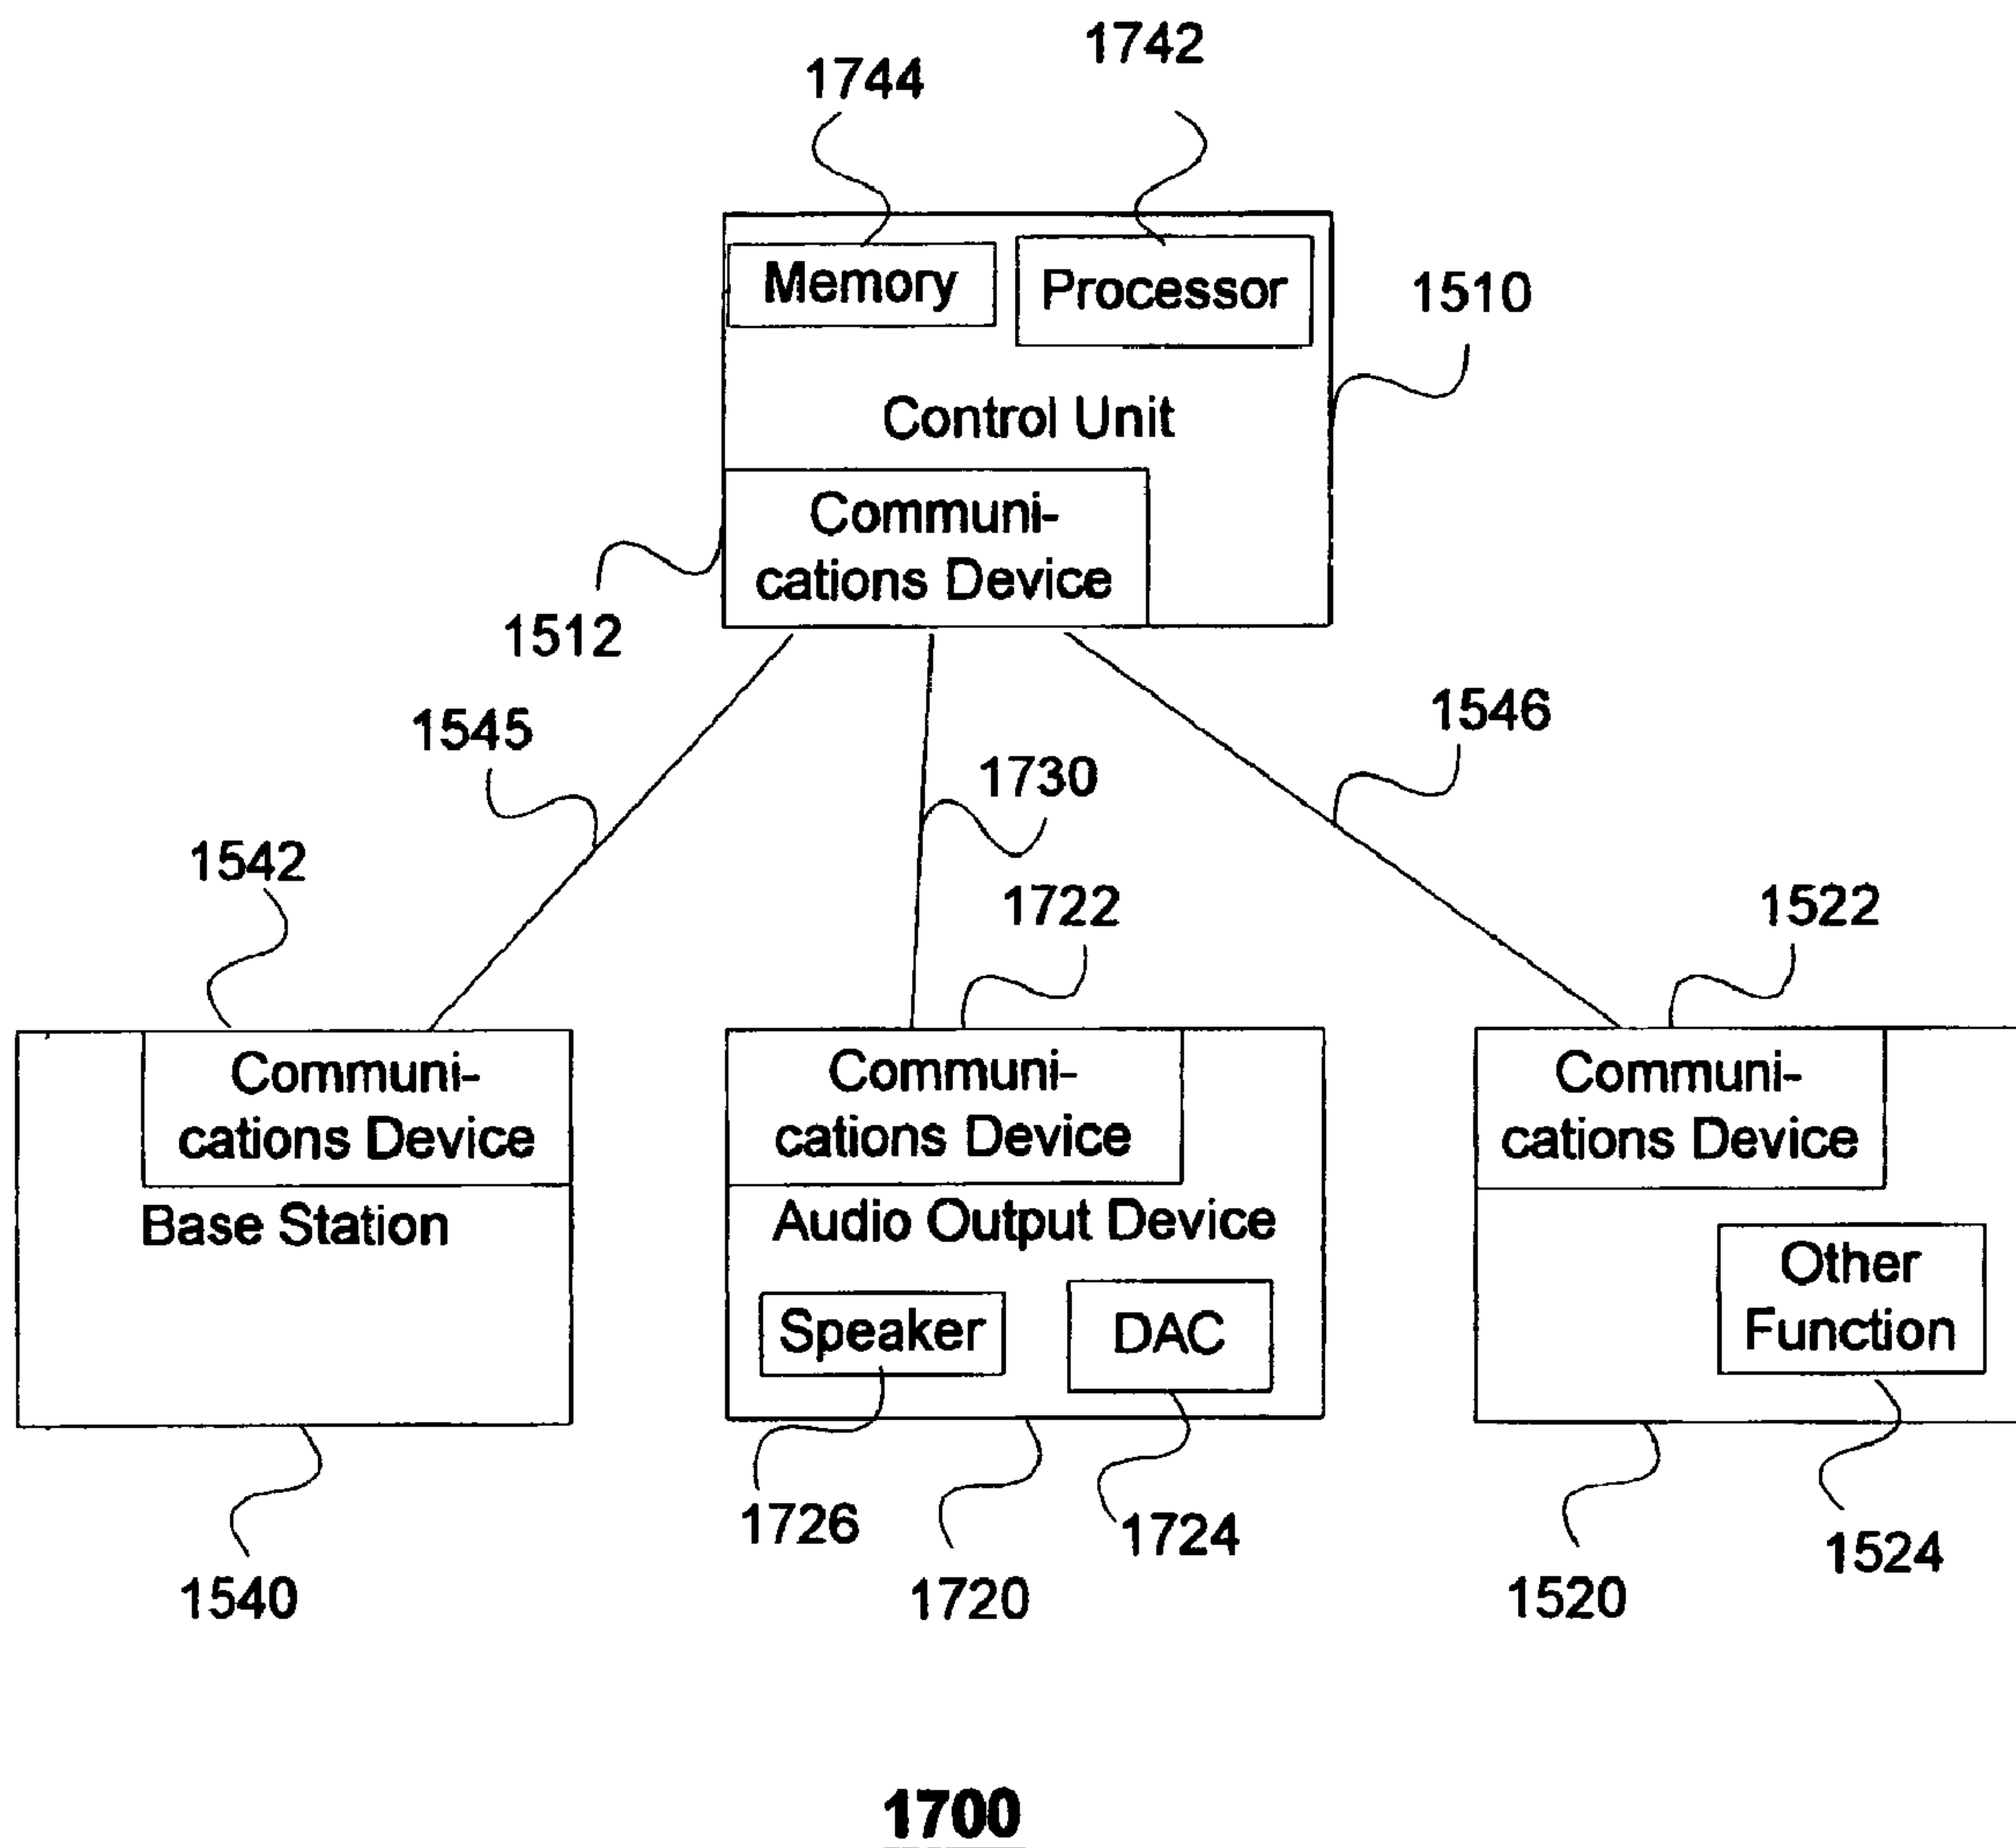 1742
1744
Memory
Processor
1510
Control Unit
Communi-
cations Device
1512
1545
1546
1730
1542
1722
1522
Communi-
cations Device
Communi-
cations Device
Communi-
cations Device
Base Station
Audio Output Device
Other
Function
Speaker
DAC
1726
1724
1524
1540
1720
1520
1700